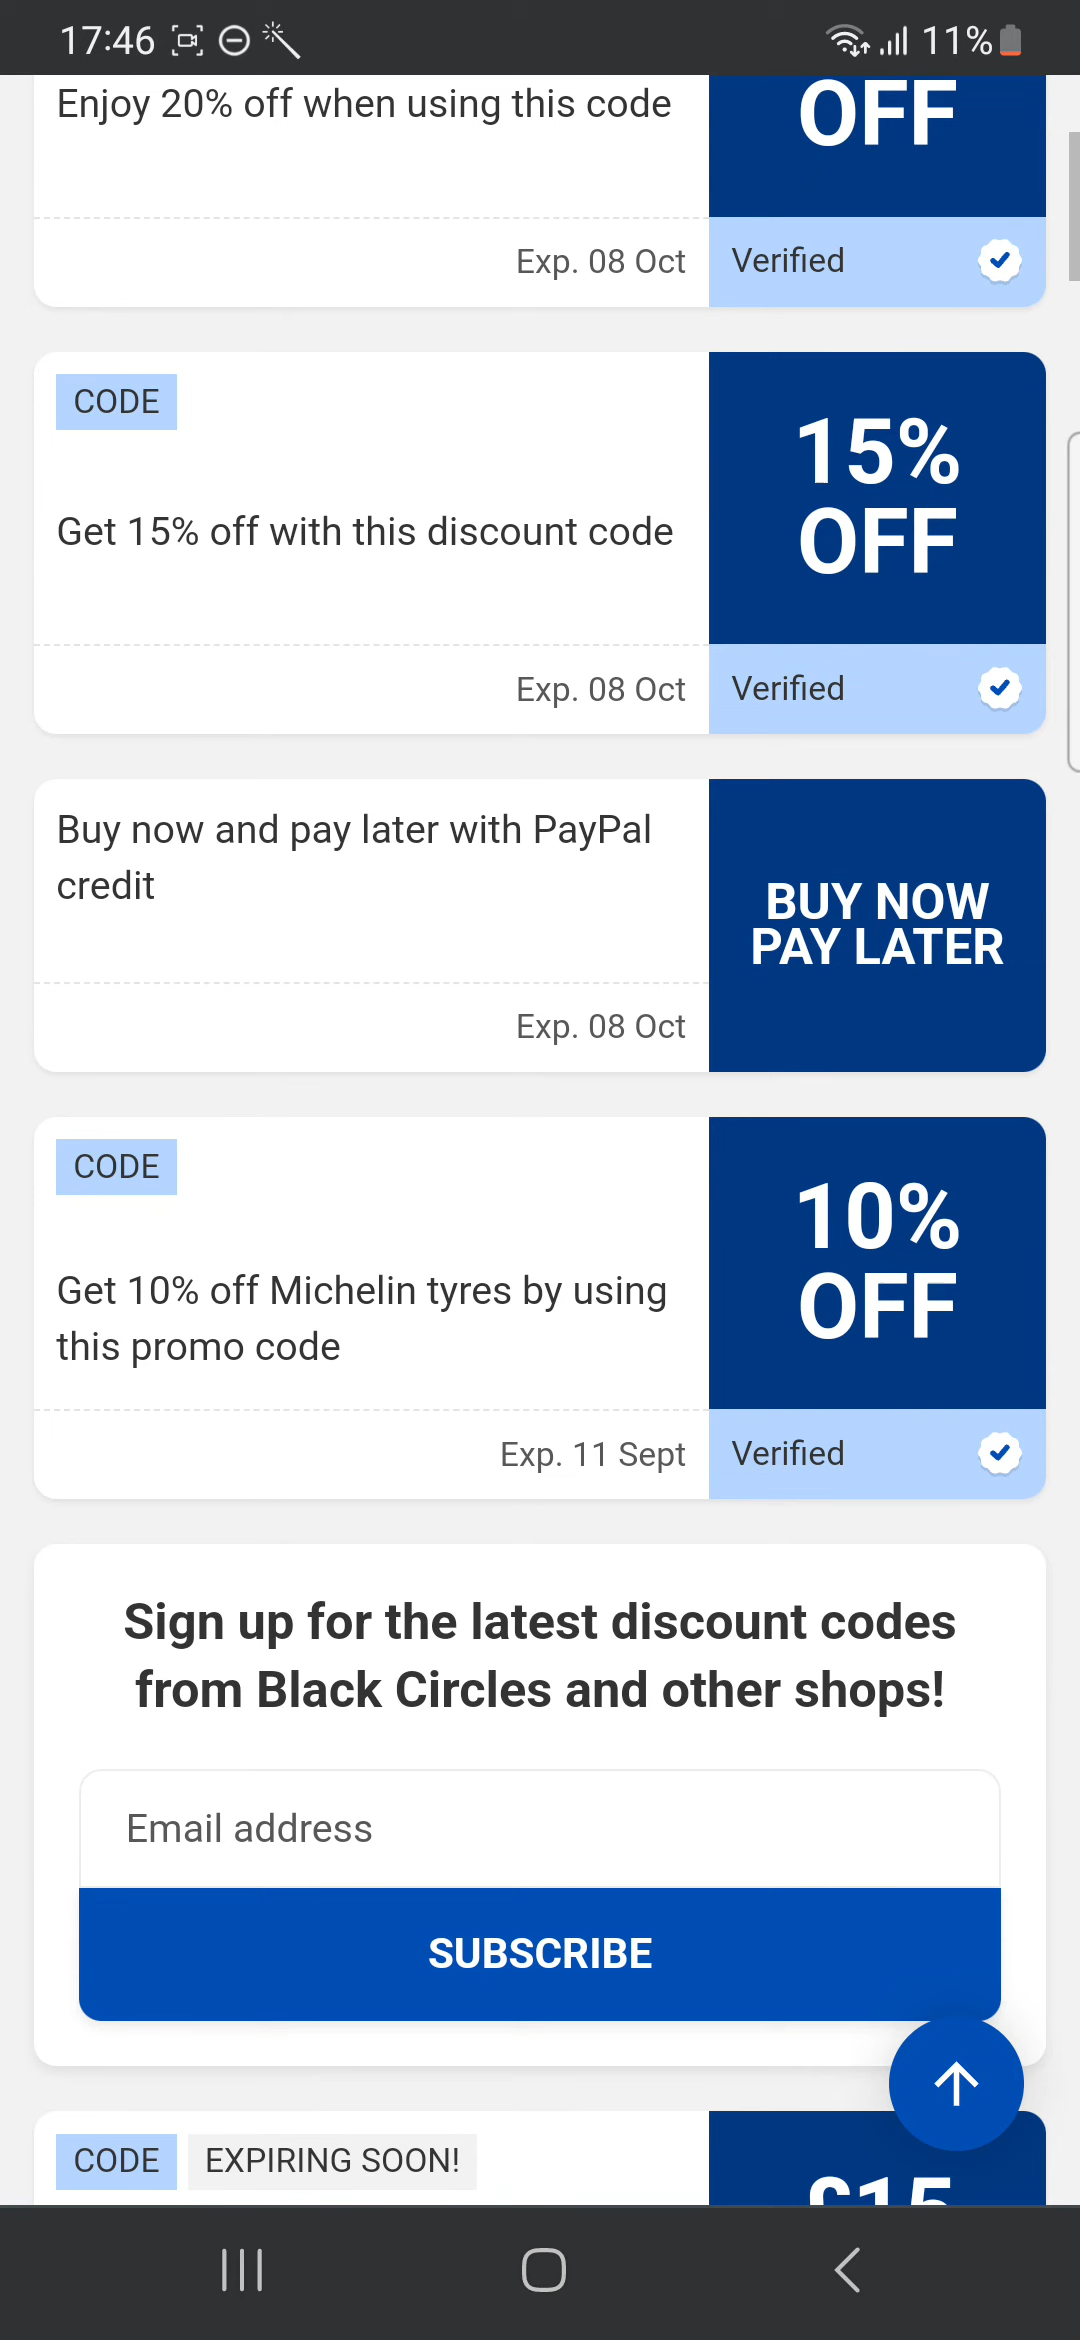 17:46
11%
Enjoy 20% off when using this code
OFF
Exp. 08 Oct
Verified
CODE
15%
OFF
Get 15% off with this discount code
Exp. 08 Oct
Verified
Buy now and pay later with PayPal
credit
BUY NOW
PAY LATER
Exp. 08 Oct
CODE
10%
OFF
Get 10% off Michelin tyres by using
this promo code
Exp. 11 Sept
Verified
Sign up for the latest discount codes
from Black Circles and other shops!
Email address
SUBSCRIBE
CODE
EXPIRING SOON!
£15